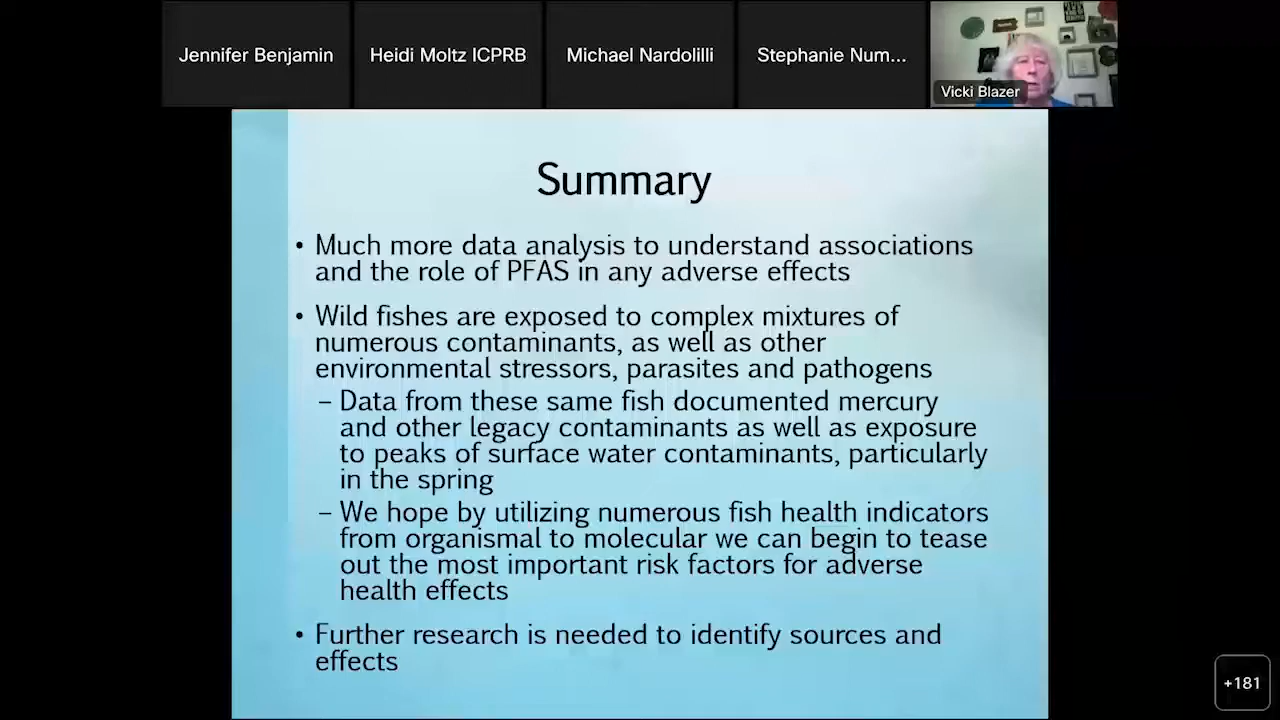 Jennifer Benjamin
Heidi Moltz ICPRB
Michael Nardolilli
Stephanie Num...
Vicki Blazer
Summary
• Much more data analysis to understand associations
and the role of PFAS in any adverse effects
• Wild fishes are exposed to complex mixtures of
numerous contaminants, as well as other
environmental stressors, parasites and pathogens
– Data from these same fish documented mercury
and other legacy contaminants as well as exposure
to peaks of surface water contaminants, particularly
in the spring
– We hope by utilizing numerous fish health indicators
from organismal to molecular we can begin to tease
out the most important risk factors for adverse
health effects
• Further research is needed to identify sources and
effects
+181